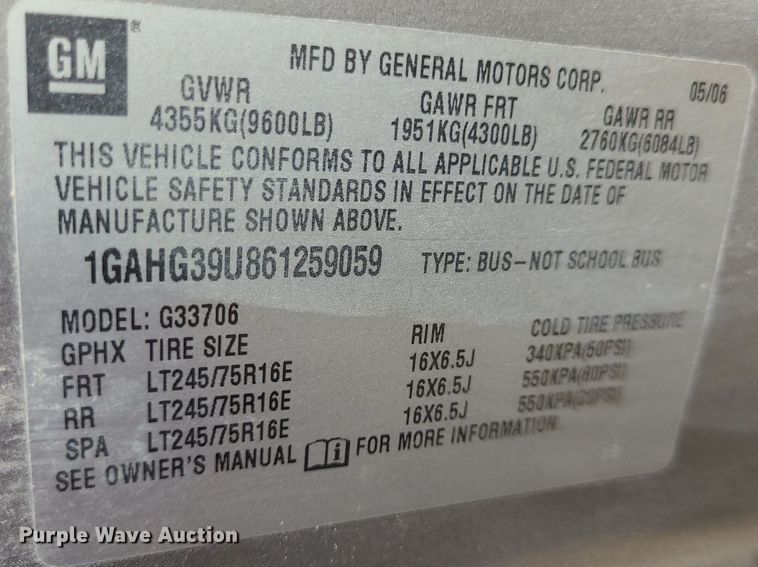 GM®
MFD BY GENERAL MOTORS CORP. 05/06
GVWR GAWR FRT GAWR RR
4355KG(9600LB) 1951KG(4300LB) 2760KG(6084LB)
THIS VEHICLE CONFORMS TO ALL APPLICABLE U.S. FEDERAL MOTOR
VEHICLE SAFETY STANDARDS IN EFFECT ON THE DATE OF
MANUFACTURE SHOWN ABOVE.
1GAHG39U861259059 TYPE: BUS-NOT SCHOOL BUS
MODEL: G33706
GPHX TIRE SIZE RIM COLD TIRE PRESSURE
FRT LT245/75R16E 16X6.5J 340KPA(50PSI)
RR LT245/75R16E 16X6.5J 550KPA(80PSI)
SPA LT245/75R16E 16X6.5J 550KPA(80PSI)
SEE OWNER'S MANUAL FOR MORE INFORMATION.
Purple Wave Auction